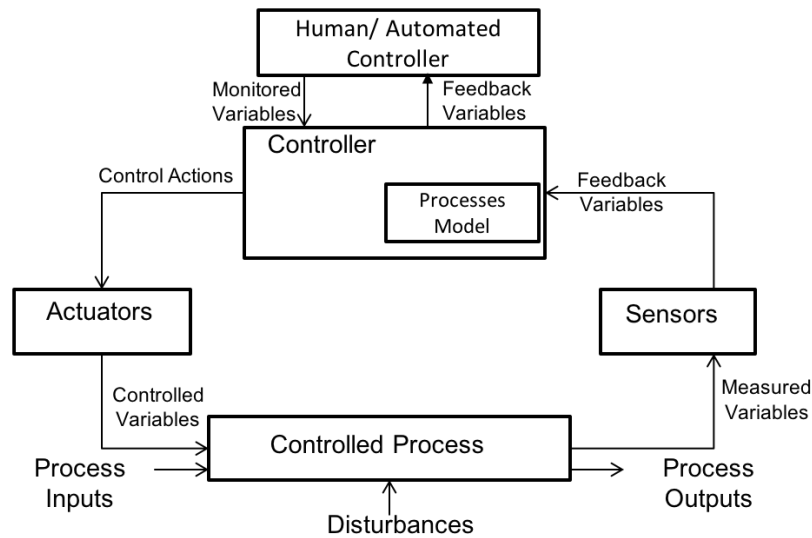 Human/ Automated
Controller
Monitored
Variables
Feedback
Variables
Controller
Control Actions
Processes
Model
Feedback
Variables
Actuators
Sensors
Controlled
Variables
Measured
Variables
Controlled Process
Process
Inputs
Process
Outputs
Disturbances